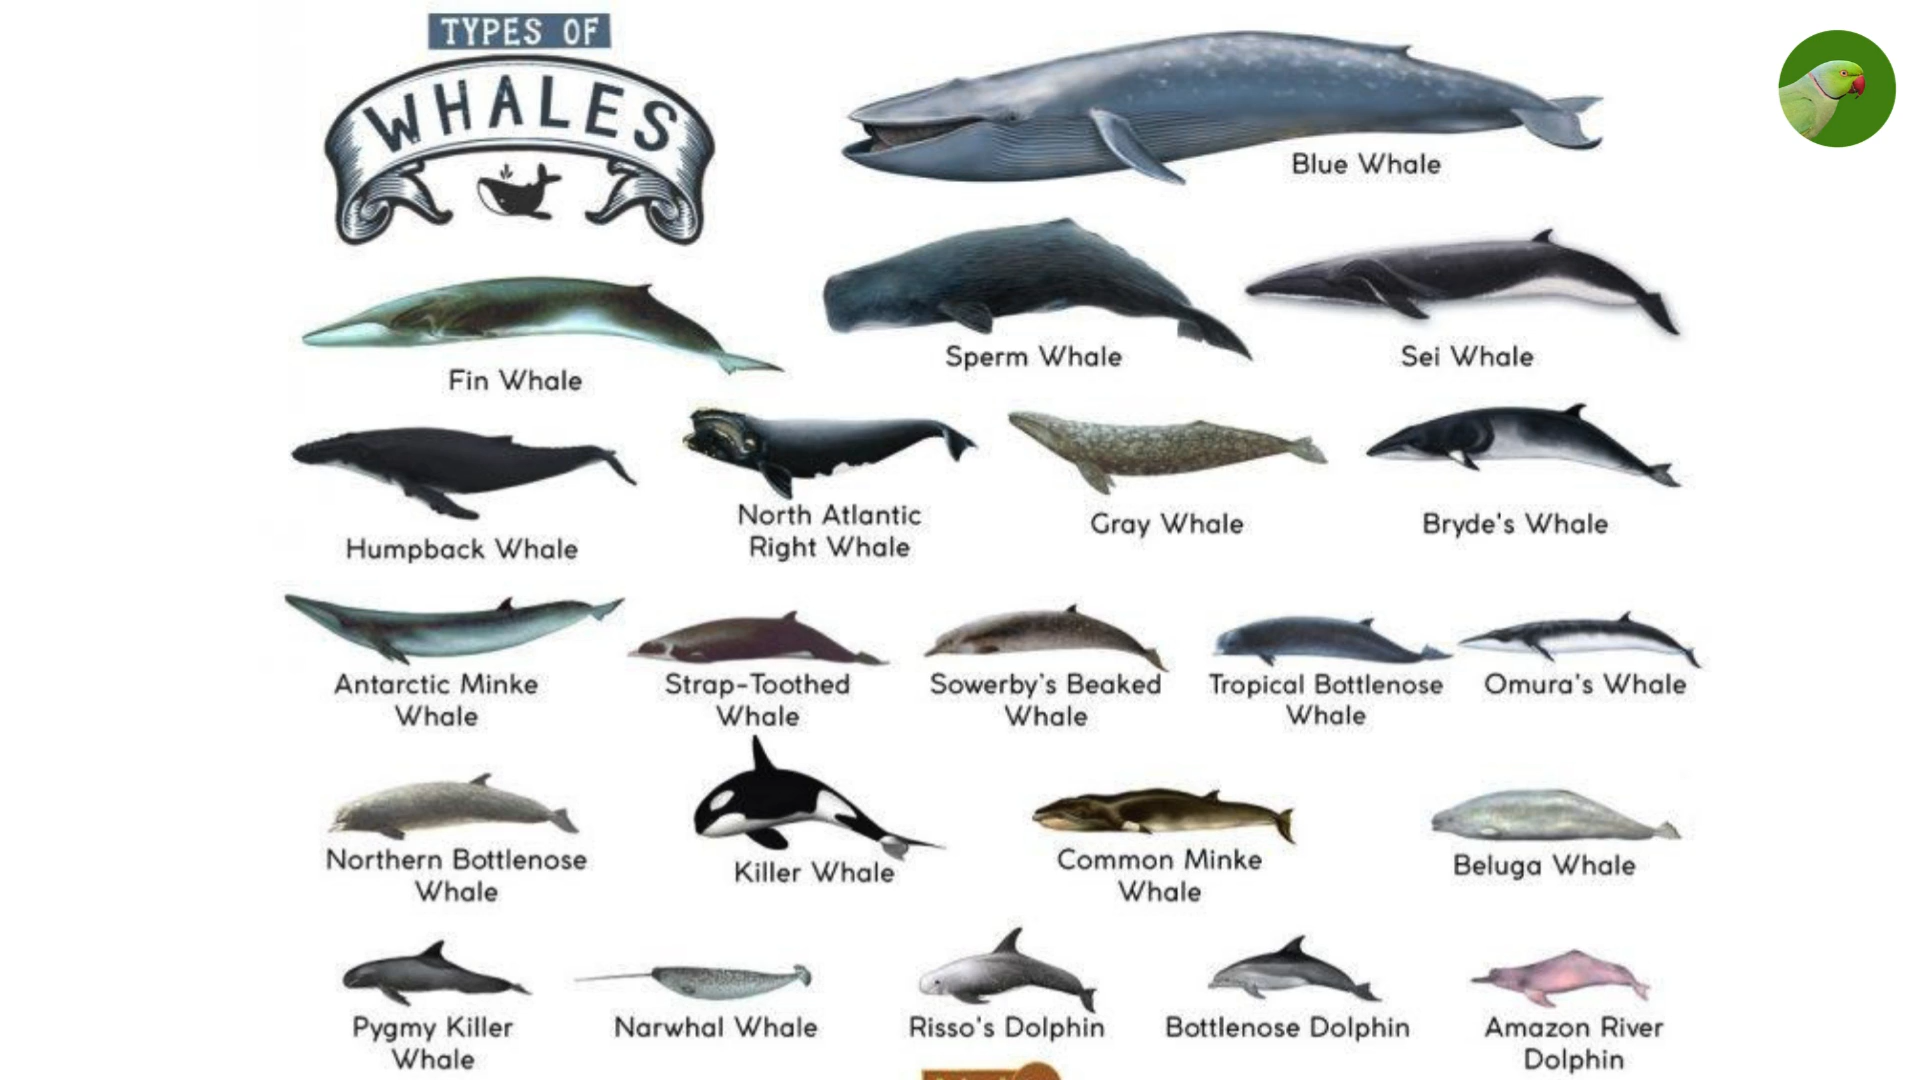 TYPES OF
WHALES
Blue Whale
Fin Whale
Sperm Whale
Sei Whale
Humpback Whale
North Atlantic
Right Whale
Gray Whale
Bryde's Whale
Antarctic Minke
Whale
Strap-Toothed
Whale
Sowerby's Beaked
Whale
Tropical Bottlenose
Whale
Omura's Whale
Northern Bottlenose
Whale
Killer Whale
Common Minke
Whale
Beluga Whale
Pygmy Killer
Whale
Narwhal Whale
Risso's Dolphin
Bottlenose Dolphin
Amazon River
Dolphin